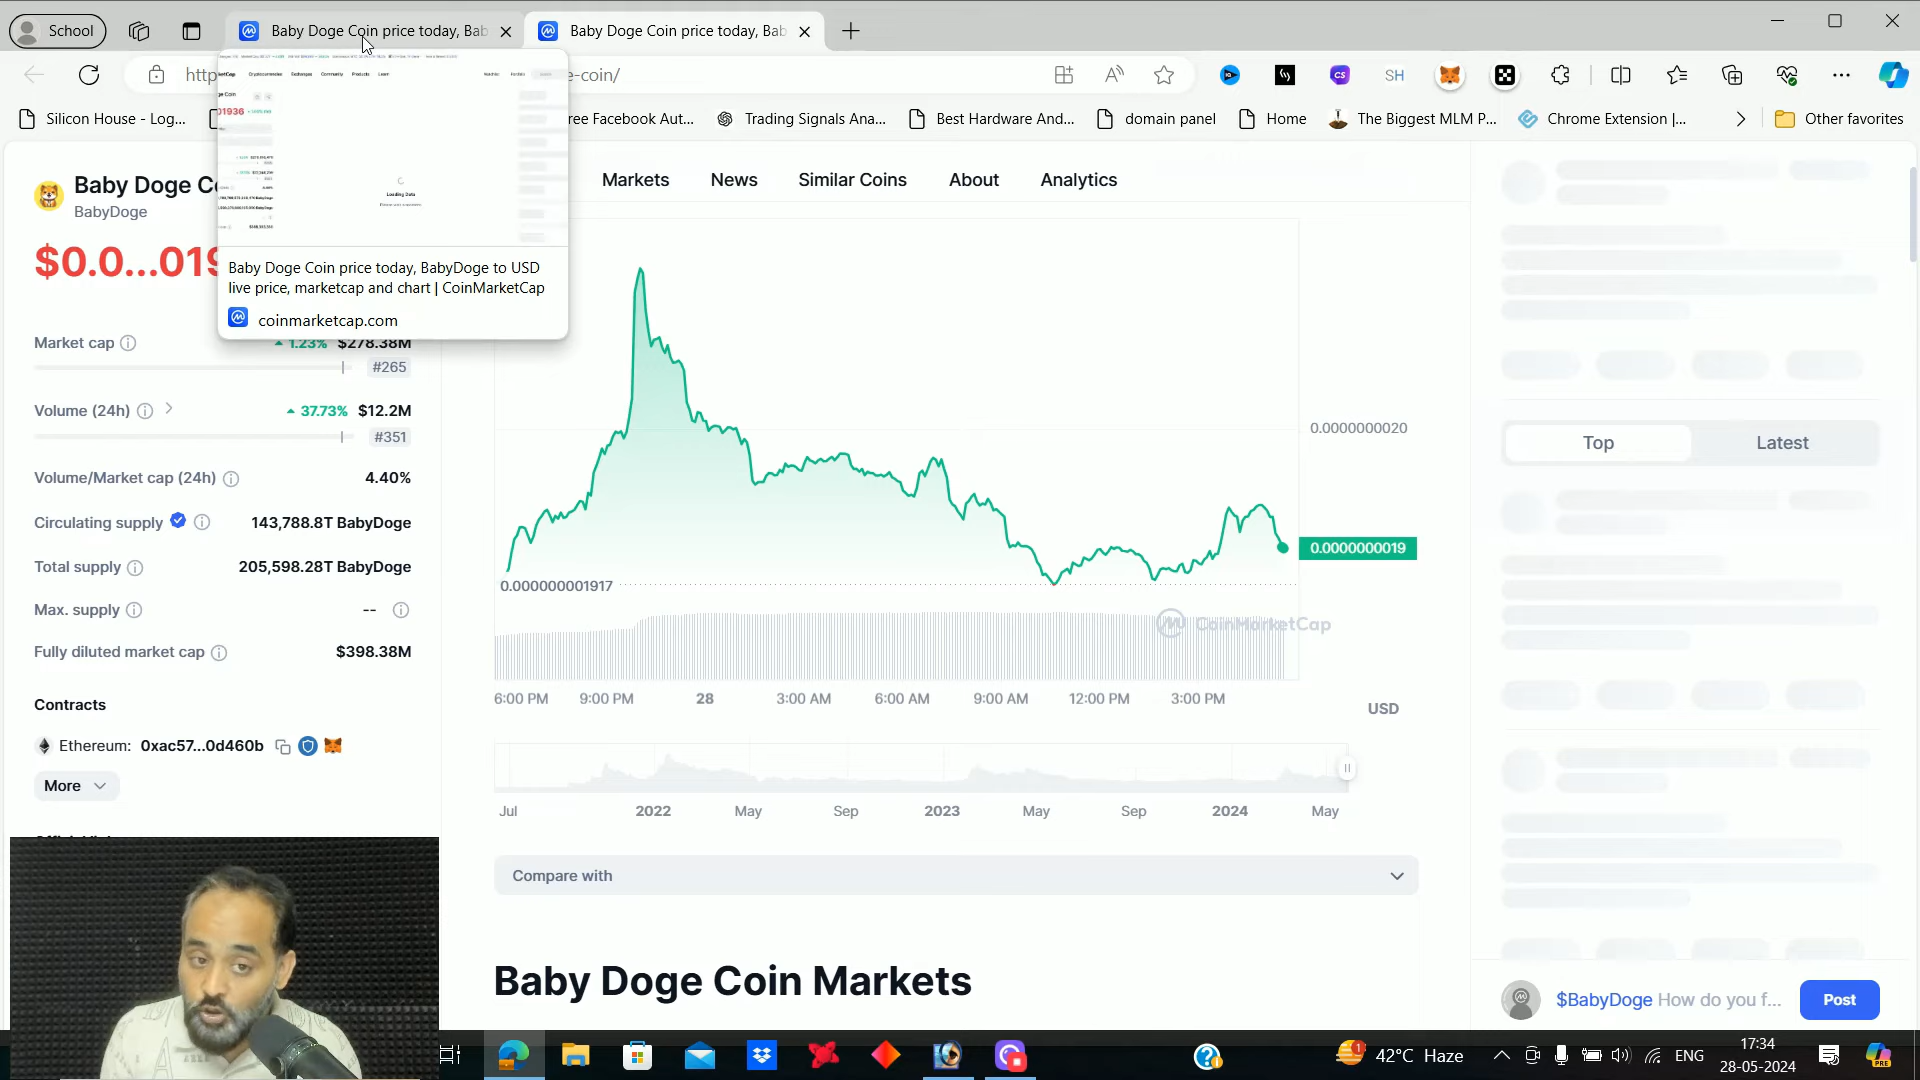 School
Baby Doge Coin price today, Bab
Baby Doge Coin price today, Bab
http
e-coin/
Silicon House - Log...
ree Facebook Aut...
Trading Signals Ana...
Best Hardware And...
domain panel
Home
The Biggest MLM P...
Chrome Extension |...
Other favorites
Baby Doge Coin price today, BabyDoge to USD
live price, marketcap and chart | CoinMarketCap
coinmarketcap.com
Loading Data
Baby Doge Co
BabyDoge
$0.0...019
Market cap
1.23% $278.38M
#265
Volume (24h)
37.73% $12.2M
#351
Volume/Market cap (24h)
4.40%
Circulating supply
143,788.8T BabyDoge
Total supply
205,598.28T BabyDoge
Max. supply
--
Fully diluted market cap
$398.38M
Contracts
Ethereum: 0xac57...0d460b
More
Markets
News
Similar Coins
About
Analytics
0.0000000020
0.0000000019
0.000000001917
CoinMarketCap
6:00 PM 9:00 PM 28 3:00 AM 6:00 AM 9:00 AM 12:00 PM 3:00 PM
USD
Jul 2022 May Sep 2023 May Sep 2024 May
Compare with
Baby Doge Coin Markets
Top
Latest
$BabyDoge How do you f...
Post
42°C Haze
ENG
17:34
28-05-2024